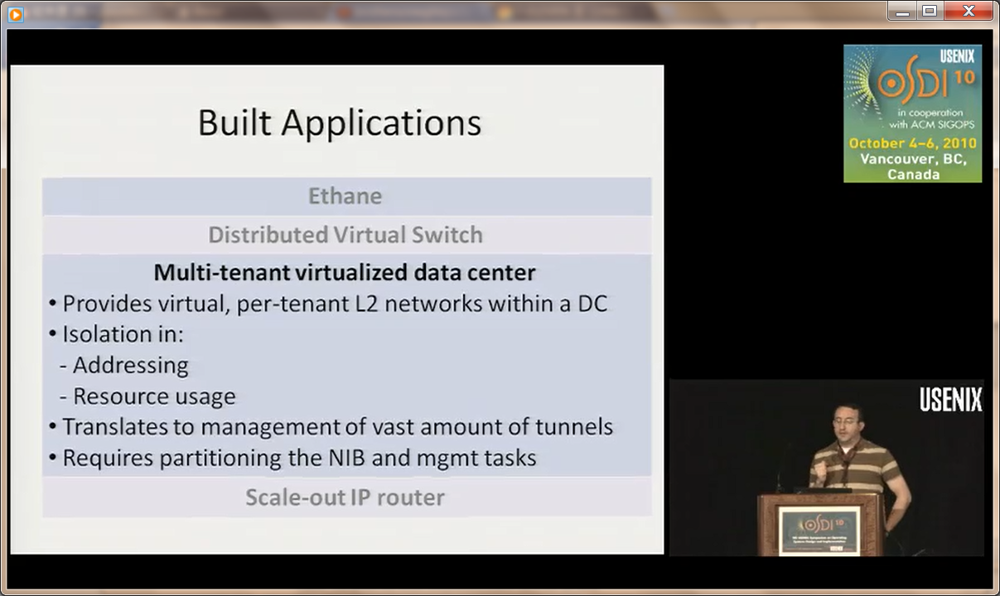 Built Applications
Ethane
Distributed Virtual Switch
Multi-tenant virtualized data center
• Provides virtual, per-tenant L2 networks within a DC
• Isolation in:
- Addressing
- Resource usage
• Translates to management of vast amount of tunnels
• Requires partitioning the NIB and mgmt tasks
Scale-out IP router
USENIX
OSDI 10
in cooperation
with ACM SIGOPS
October 4–6, 2010
Vancouver, BC,
Canada
USENIX
OSDI 10